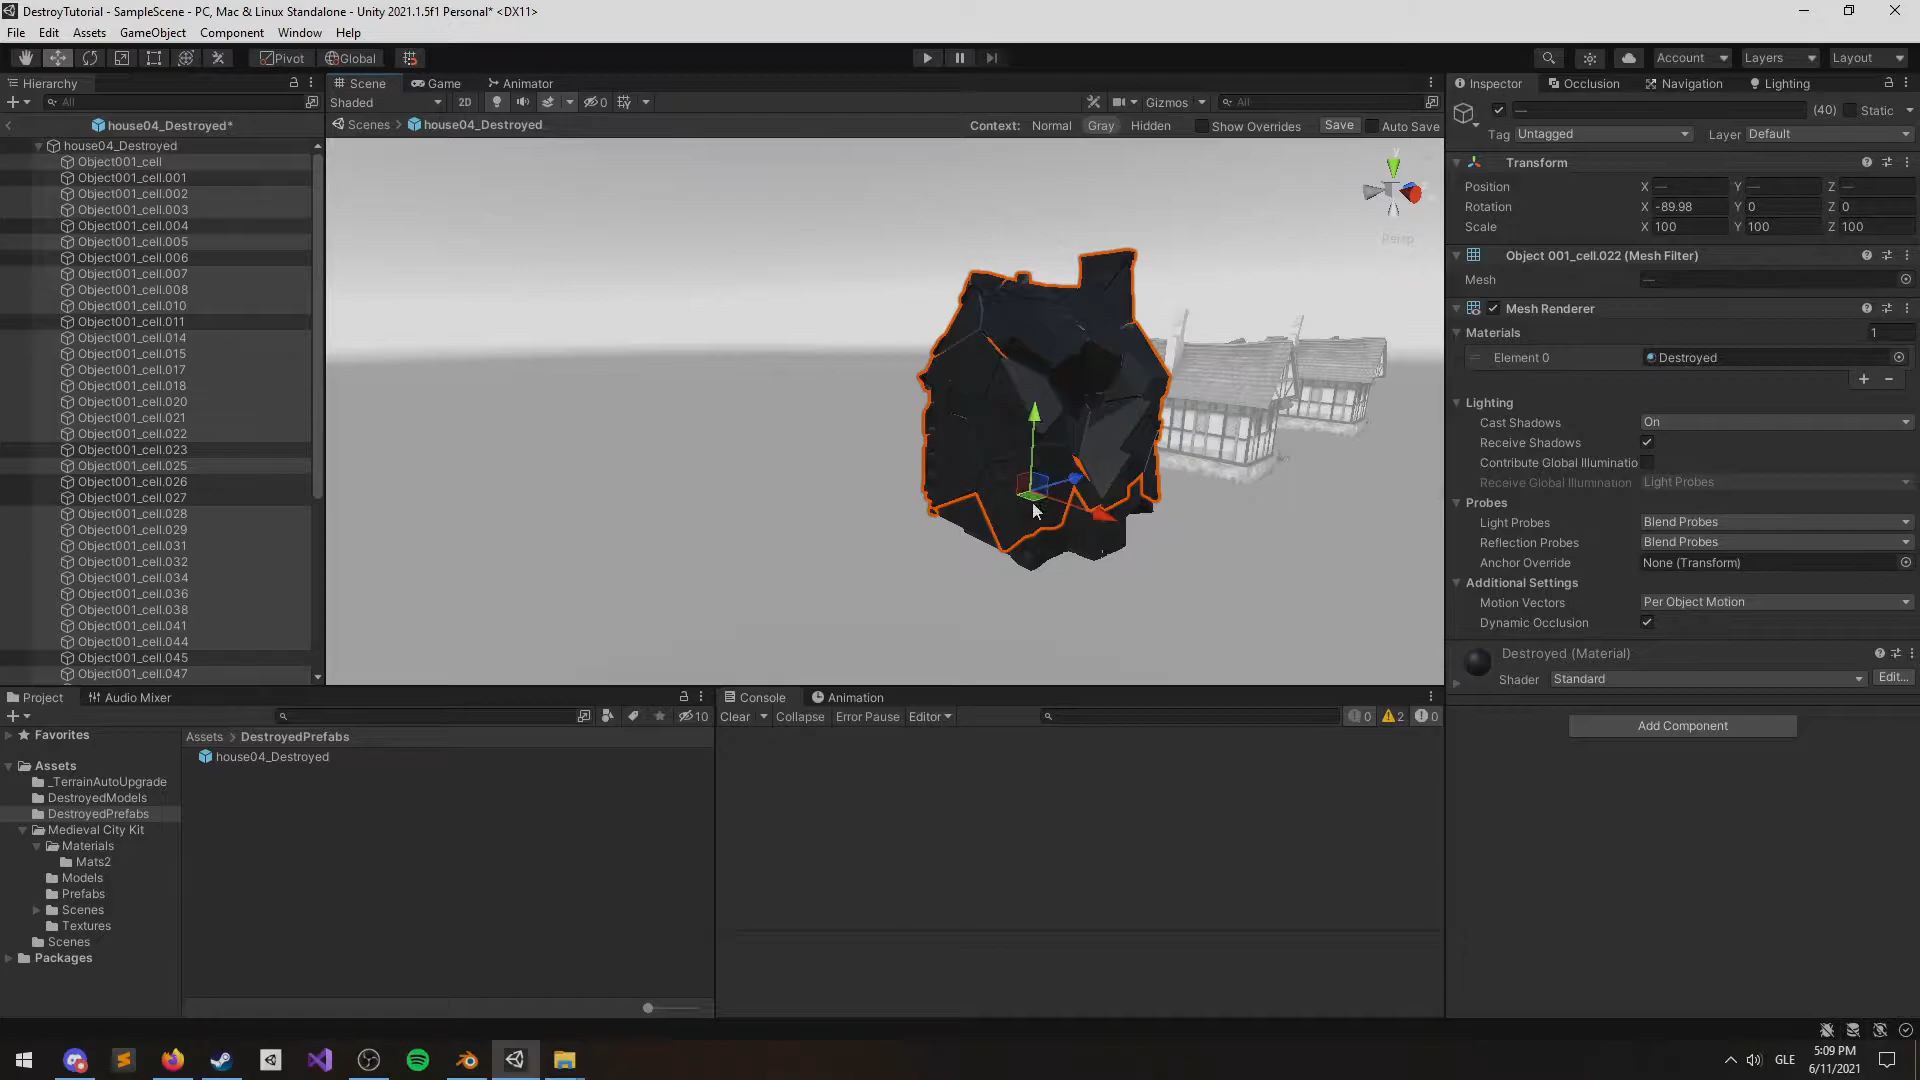 DestroyTutorial - SampleScene - PC, Mac & Linux Standalone - Unity 2021.1.5f1 Personal* <DX11>
File Edit Assets GameObject Component Window Help
Pivot Global Account Layers Layout
Hierarchy Scene Game Animator Inspector Occlusion Navigation Lighting
All Shaded 2D 0 Gizmos All
(40) Static
house04_Destroyed* Scenes house04_Destroyed Context: Normal Gray Hidden Show Overrides Save Auto Save
Tag Untagged Layer Default
house04_Destroyed
Object001_cell
Object001_cell.001
Object001_cell.002
Object001_cell.003
Object001_cell.004
Object001_cell.005
Object001_cell.006
Object001_cell.007
Object001_cell.008
Object001_cell.010
Object001_cell.011
Object001_cell.014
Object001_cell.015
Object001_cell.017
Object001_cell.018
Object001_cell.020
Object001_cell.021
Object001_cell.022
Object001_cell.023
Object001_cell.025
Object001_cell.026
Object001_cell.027
Object001_cell.028
Object001_cell.029
Object001_cell.031
Object001_cell.032
Object001_cell.034
Object001_cell.036
Object001_cell.038
Object001_cell.041
Object001_cell.044
Object001_cell.045
Object001_cell.047
y
Persp
Transform
Position X — Y — Z —
Rotation X -89.98 Y 0 Z 0
Scale X 100 Y 100 Z 100
Object 001_cell.022 (Mesh Filter)
Mesh —
Mesh Renderer
Materials 1
Element 0 Destroyed
Lighting
Cast Shadows On
Receive Shadows
Contribute Global Illuminatio
Receive Global Illumination Light Probes
Probes
Light Probes Blend Probes
Reflection Probes Blend Probes
Anchor Override None (Transform)
Additional Settings
Motion Vectors Per Object Motion
Dynamic Occlusion
Destroyed (Material)
Shader Standard Edit...
Add Component
Project Audio Mixer
10
Favorites
Assets
_TerrainAutoUpgrade
DestroyedModels
DestroyedPrefabs
Medieval City Kit
Materials
Mats2
Models
Prefabs
Scenes
Textures
Scenes
Packages
Assets > DestroyedPrefabs
house04_Destroyed
Console Animation
Clear Collapse Error Pause Editor 0 2 0
GLE
5:09 PM
6/11/2021